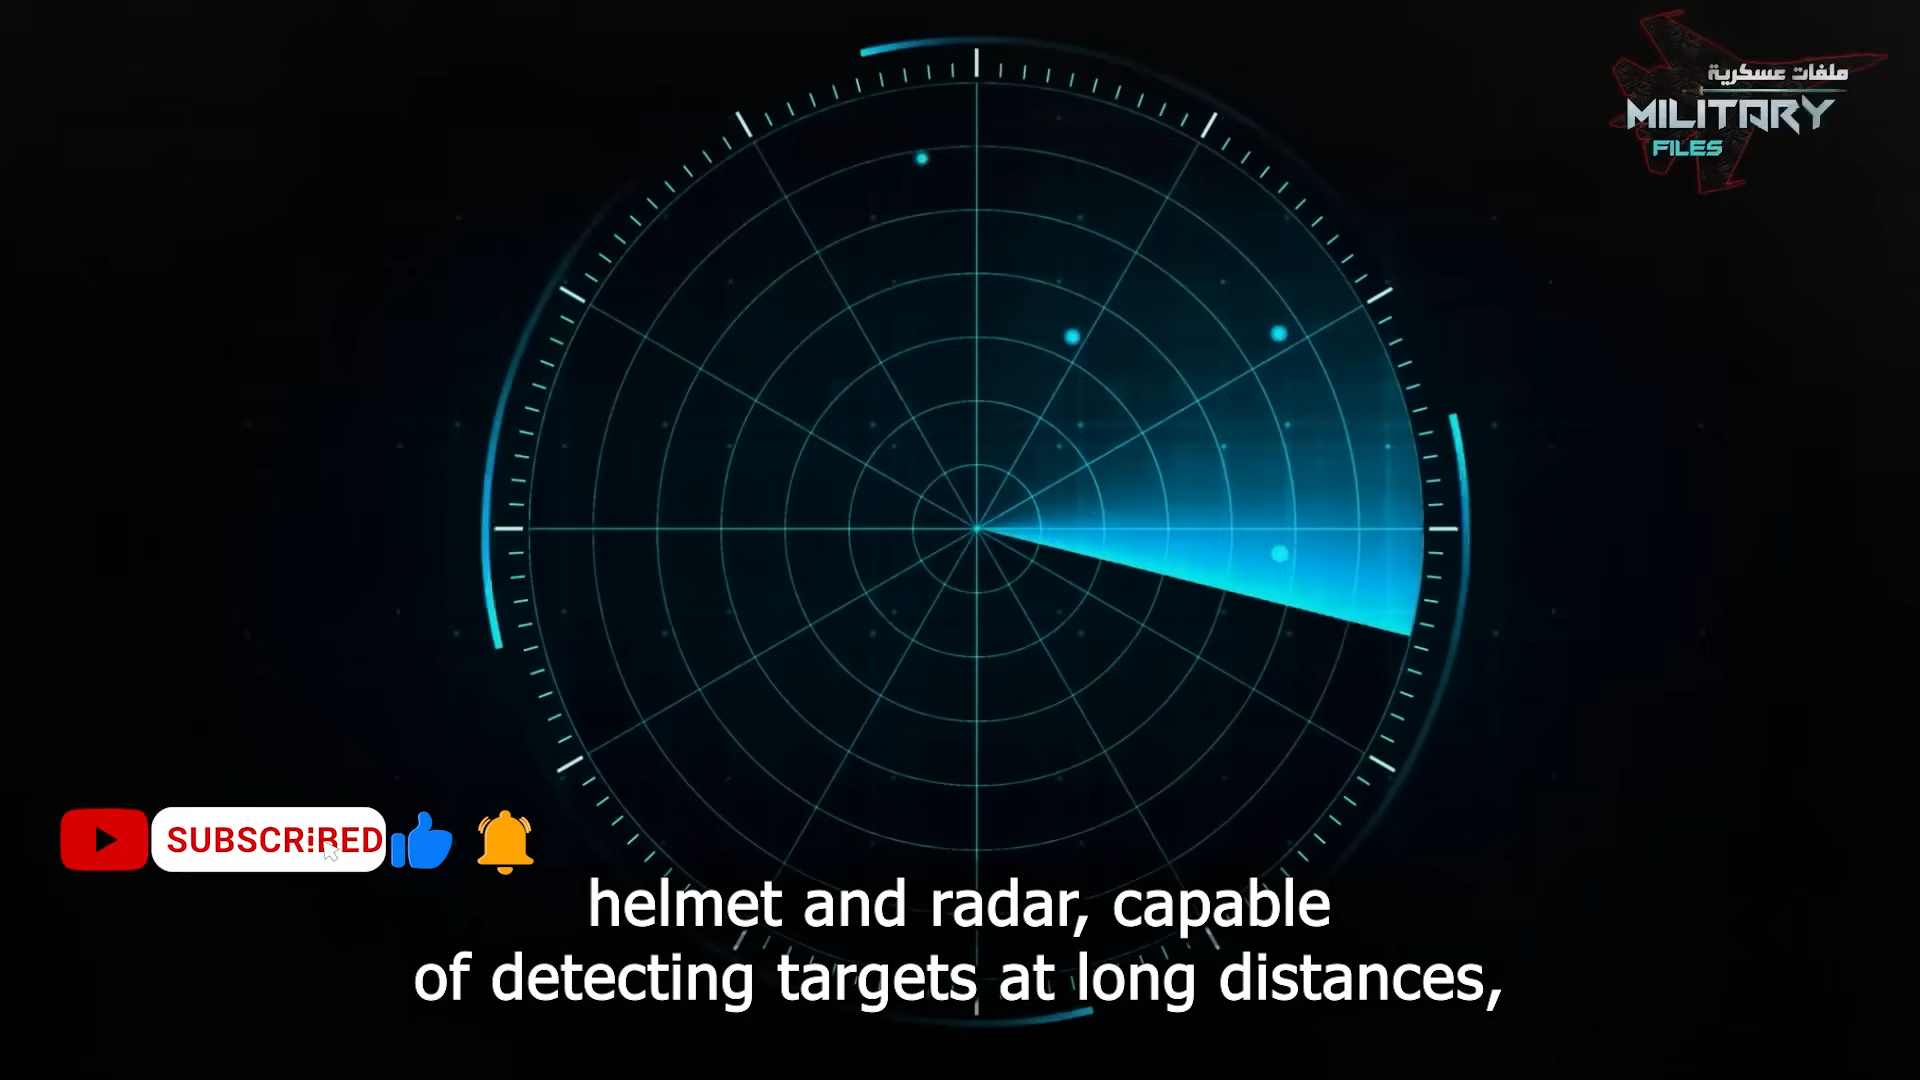 ملفات عسكرية
MILITARY
FILES
SUBSCRIBED
helmet and radar, capable
of detecting targets at long distances,